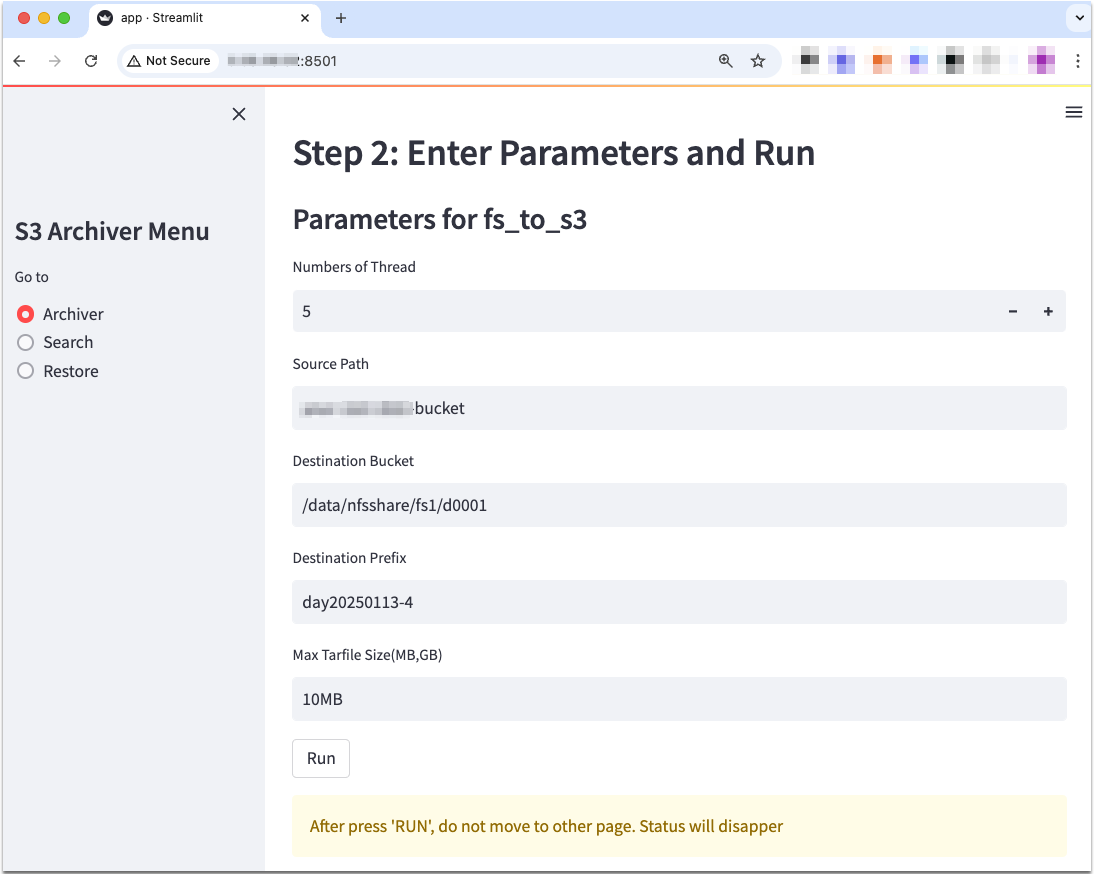 app · Streamlit
Not Secure
:8501
S3 Archiver Menu
Go to
Archiver
Search
Restore
Step 2: Enter Parameters and Run
Parameters for fs_to_s3
Numbers of Thread
5
Source Path
bucket
Destination Bucket
/data/nfsshare/fs1/d0001
Destination Prefix
day20250113-4
Max Tarfile Size(MB,GB)
10MB
Run
After press 'RUN', do not move to other page. Status will disapper